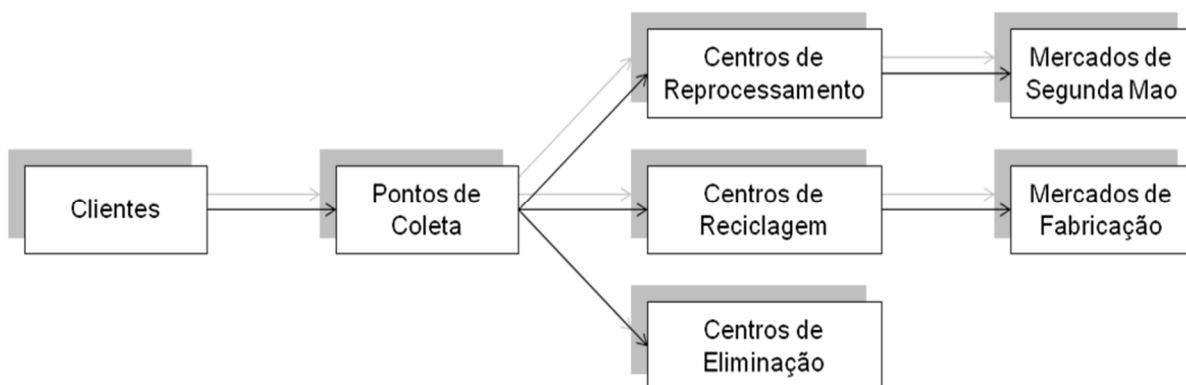 Clientes
Pontos de
Coleta
Centros de
Reprocessamento
Mercados de
Segunda Mao
Centros de
Reciclagem
Mercados de
Fabricação
Centros de
Eliminação